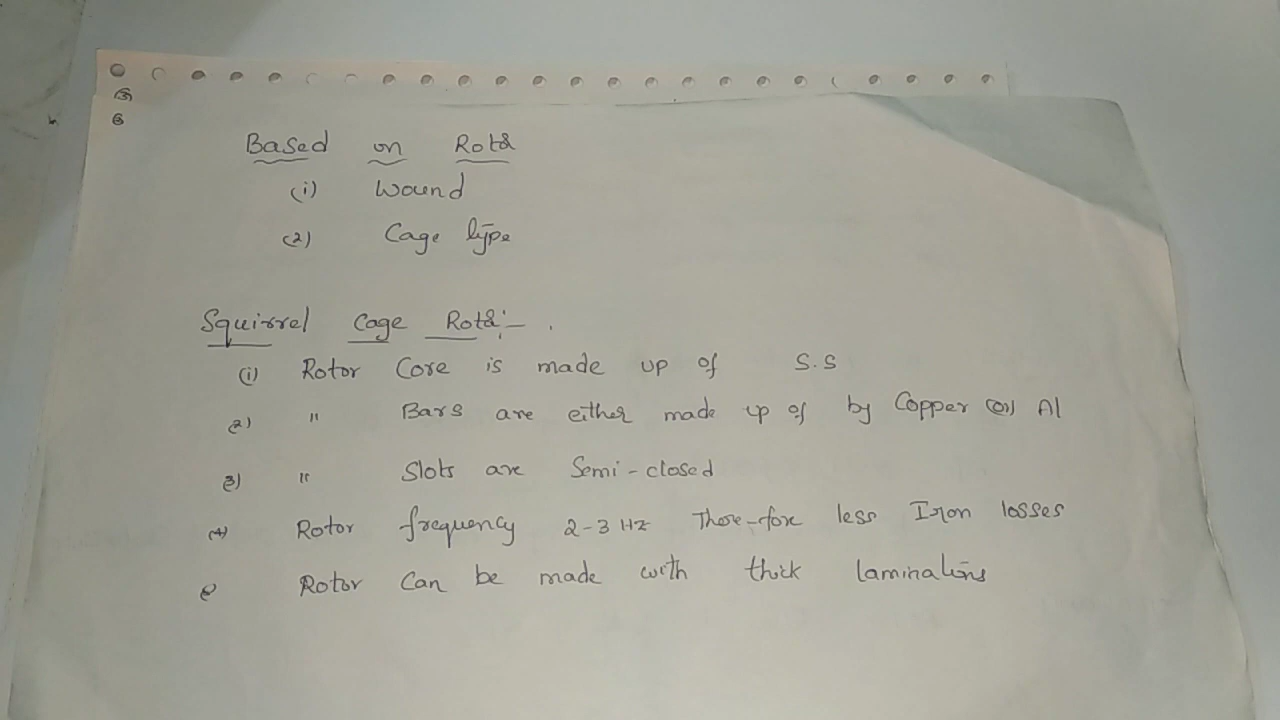 Based on Rotor
(i) Wound
(2) Cage type
Squirrel Cage Rotor:-
(i) Rotor Core is made up of S.S
(2) " Bars are either made up of by Copper (or) Al
3) " Slots are Semi-closed
(4) Rotor frequency 2-3 Hz There-fore less Iron losses
Rotor Can be made with thick laminations